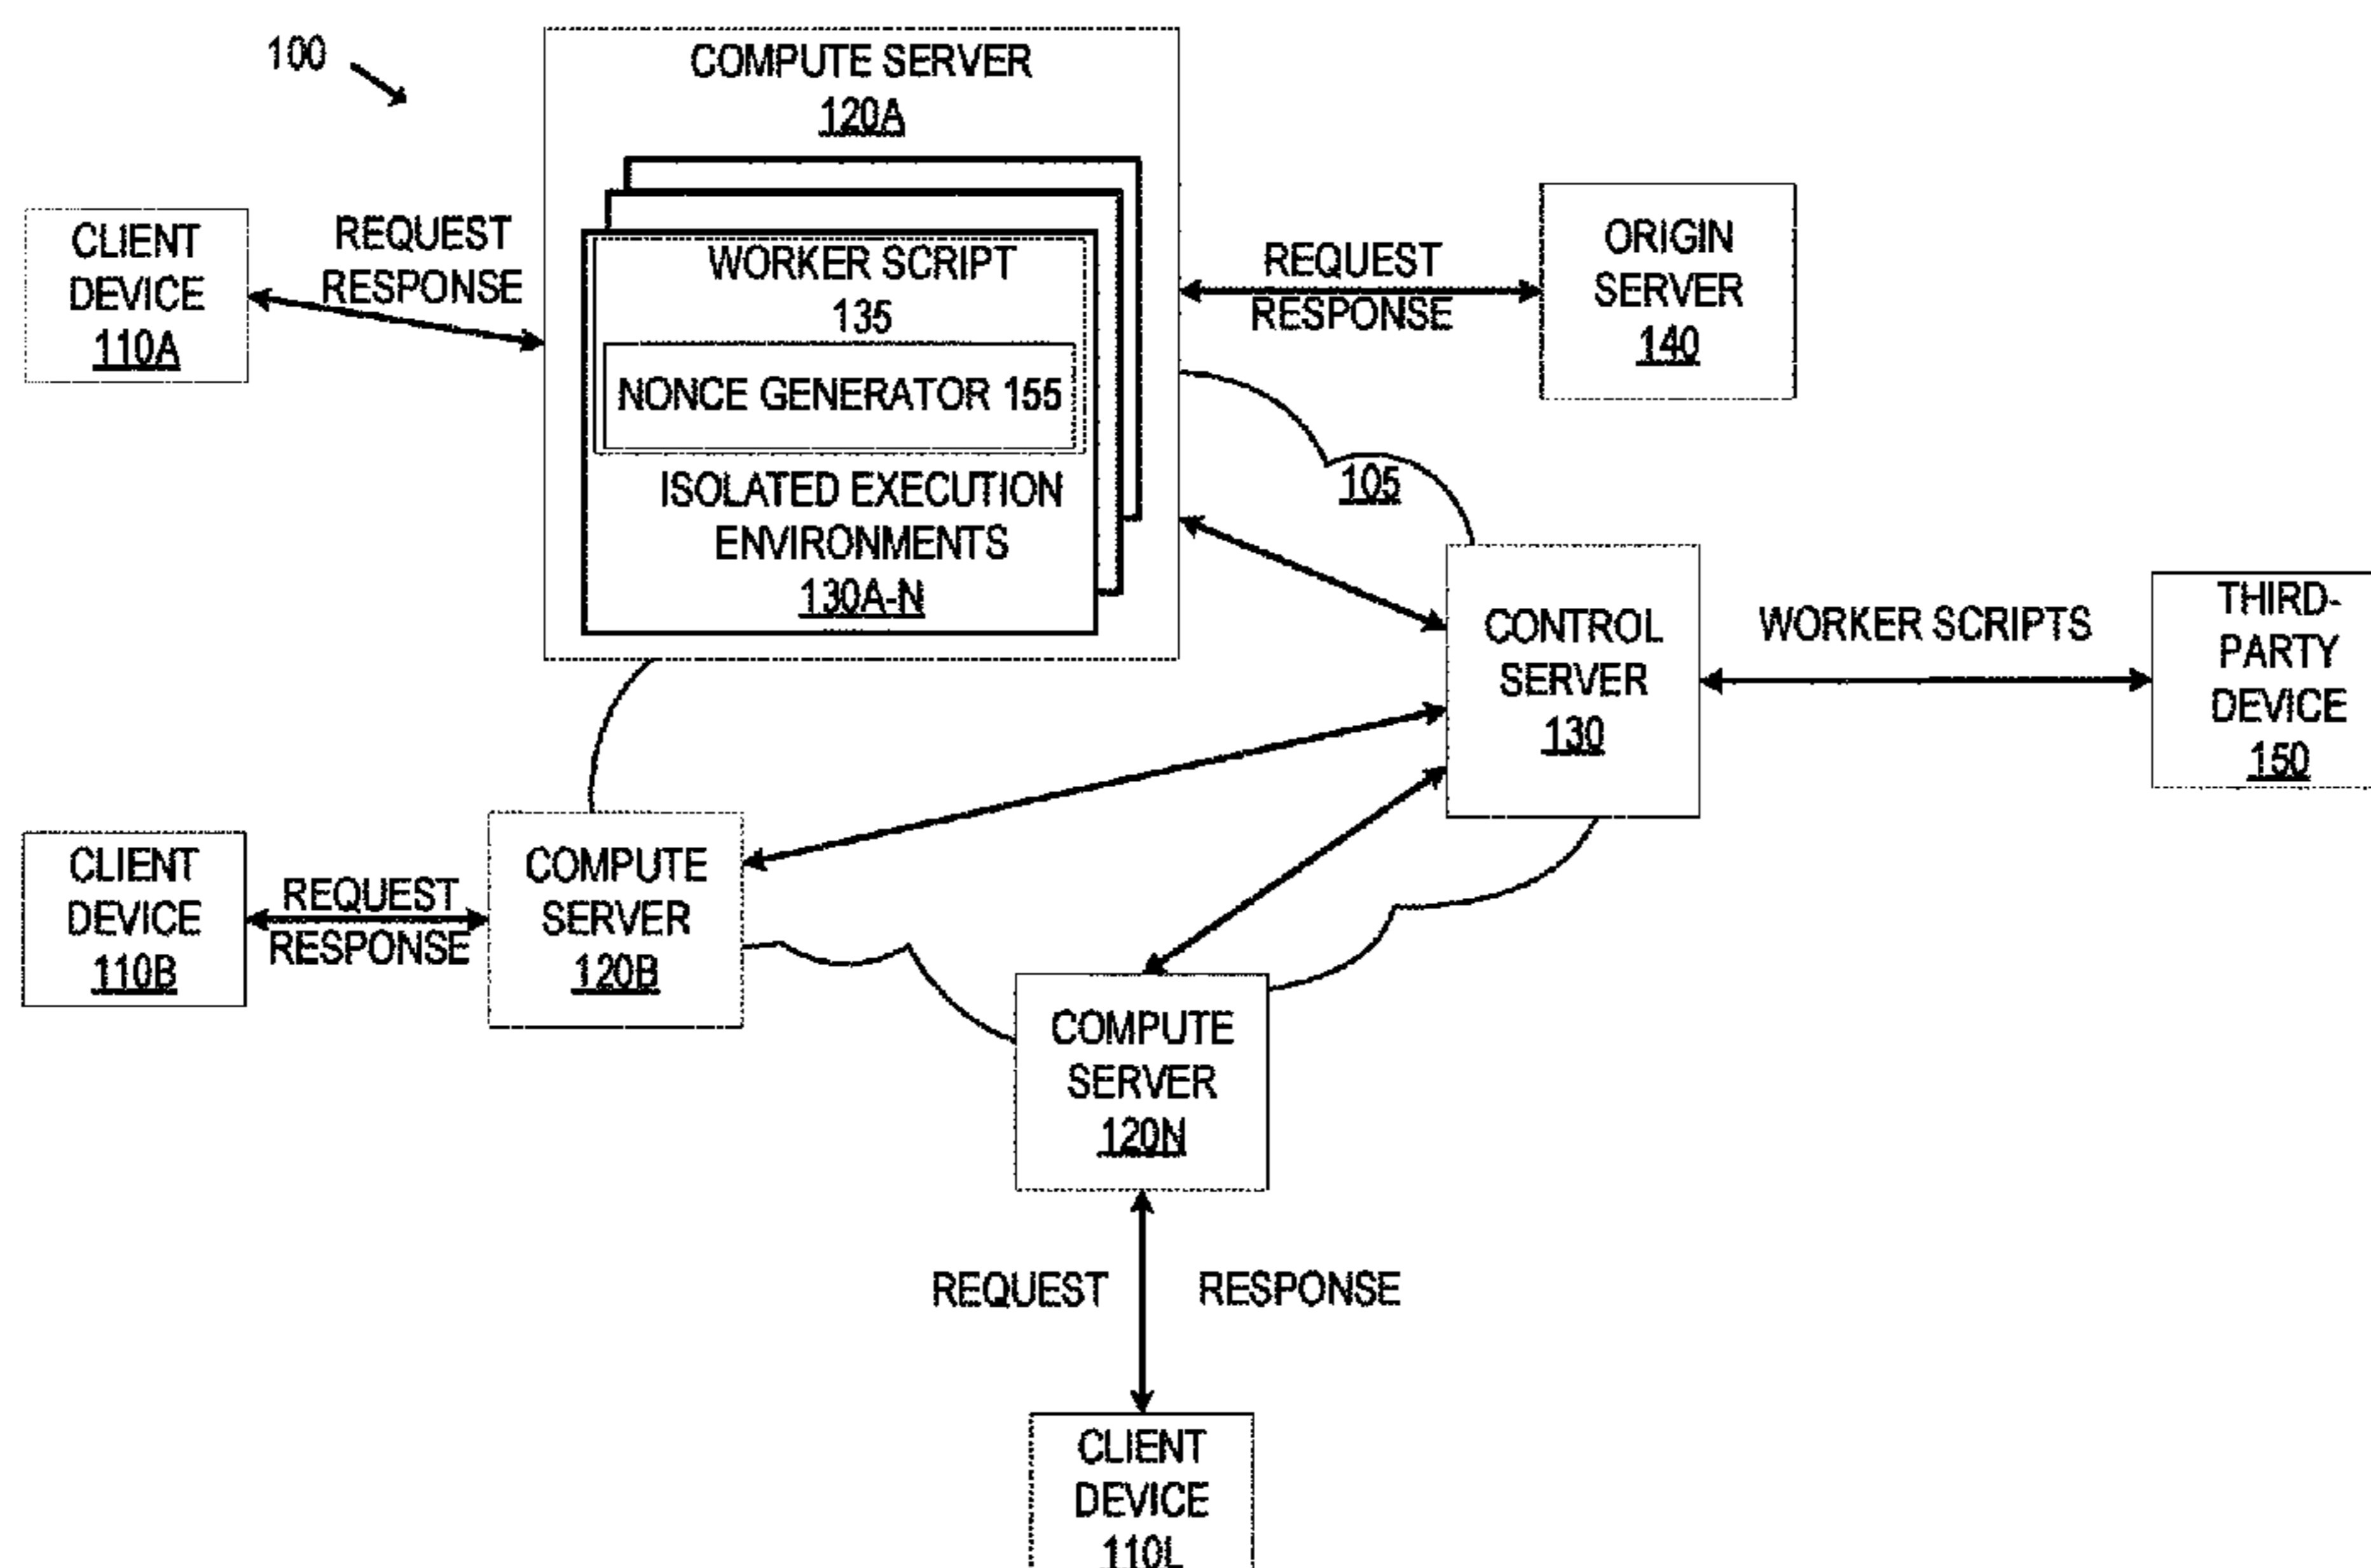 100
COMPUTE SERVER
120A
CLIENT
DEVICE
110A
REQUEST
RESPONSE
WORKER SCRIPT
135
NONCE GENERATOR 155
ISOLATED EXECUTION
ENVIRONMENTS
130A-N
REQUEST
RESPONSE
ORIGIN
SERVER
140
105
CONTROL
SERVER
130
WORKER SCRIPTS
THIRD-
PARTY
DEVICE
150
CLIENT
DEVICE
110B
REQUEST
RESPONSE
COMPUTE
SERVER
120B
COMPUTE
SERVER
120N
REQUEST
RESPONSE
CLIENT
DEVICE
110L